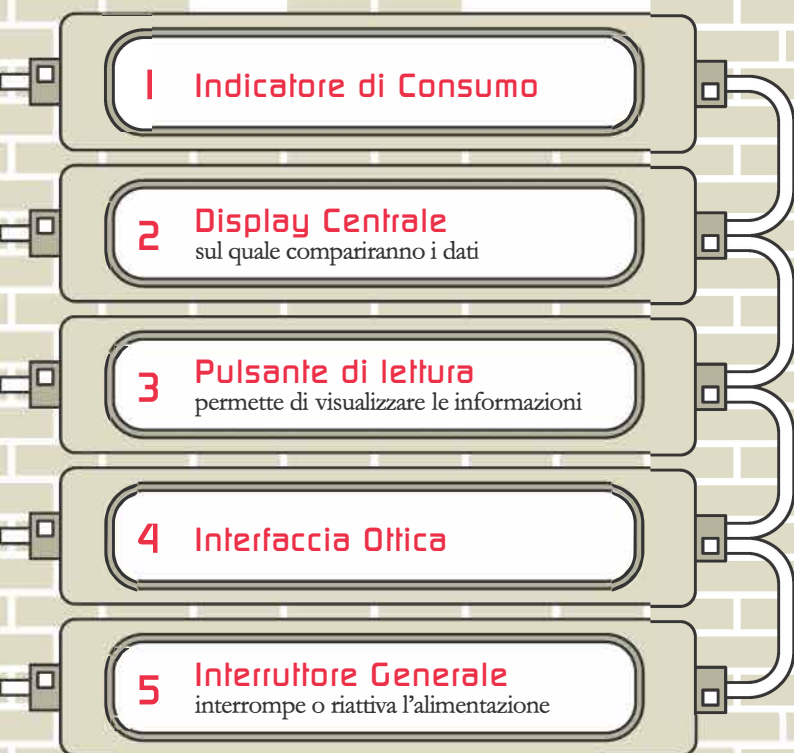 1 Indicatore di Consumo
2 Display Centrale
sul quale compariranno i dati
3 Pulsante di lettura
permette di visualizzare le informazioni
4 Interfaccia Ottica
5 Interruttore Generale
interrompe o riattiva l'alimentazione